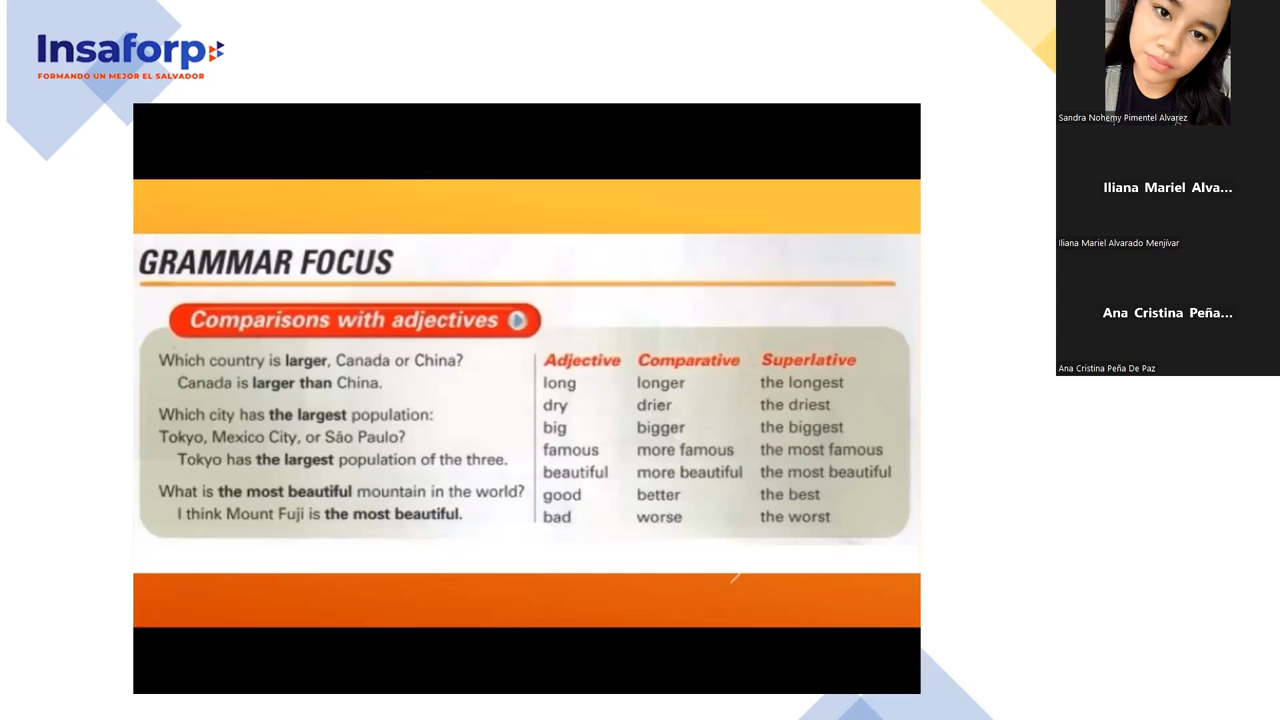 Insaforp
FORMANDO UN MEJOR EL SALVADOR
GRAMMAR FOCUS
Comparisons with adjectives
Which country is larger, Canada or China?
Canada is larger than China.
Which city has the largest population:
Tokyo, Mexico City, or São Paulo?
Tokyo has the largest population of the three.
What is the most beautiful mountain in the world?
I think Mount Fuji is the most beautiful.
Adjective Comparative Superlative
long longer the longest
dry drier the driest
big bigger the biggest
famous more famous the most famous
beautiful more beautiful the most beautiful
good better the best
bad worse the worst
Sandra Nohemy Pimentel Alvarez
Iliana Mariel Alva...
Iliana Mariel Alvarado Menjívar
Ana Cristina Peña...
Ana Cristina Peña De Paz